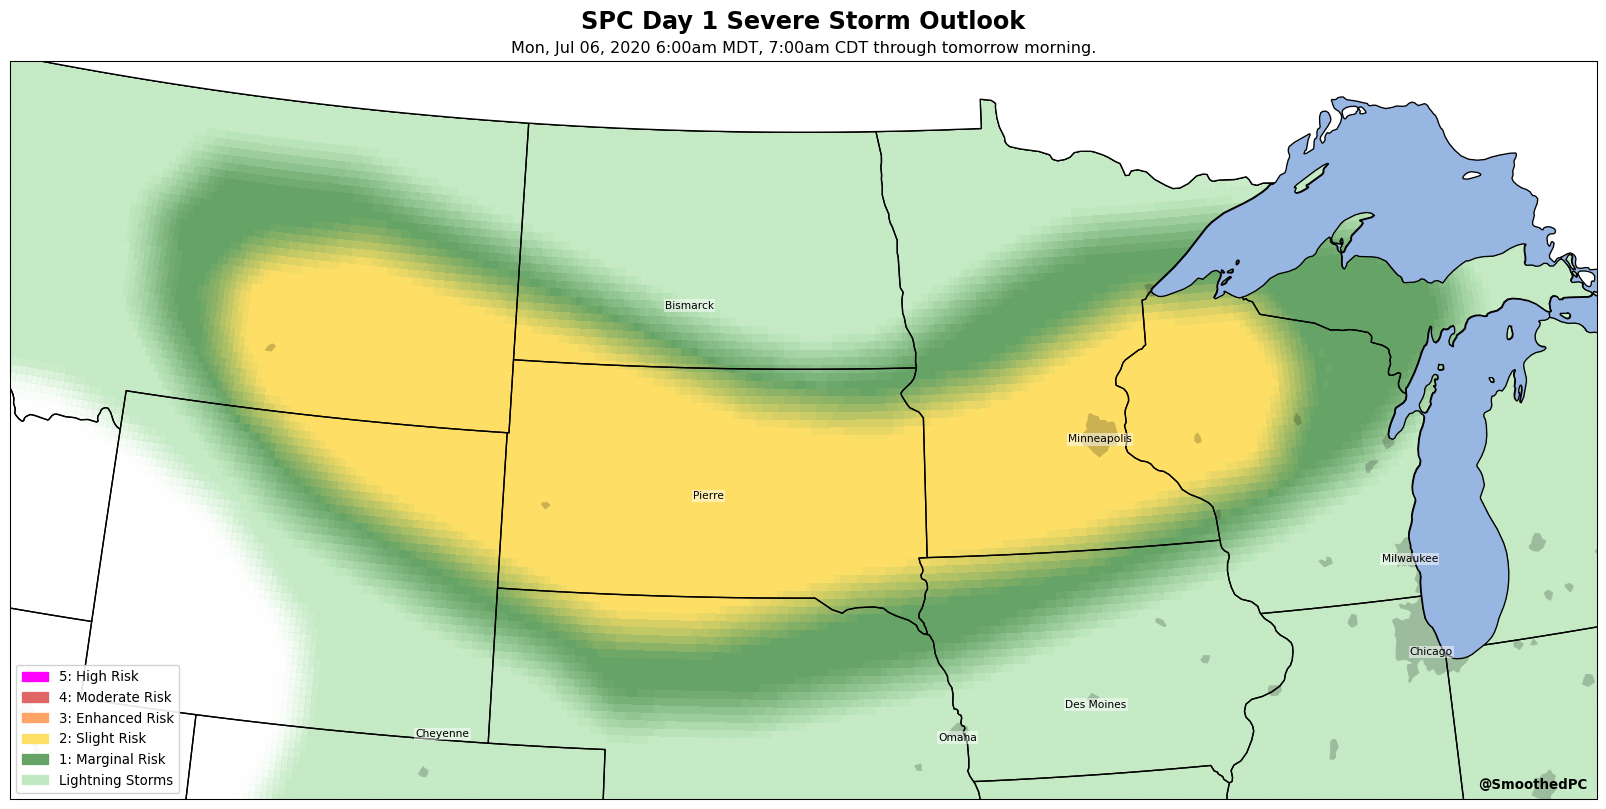 SPC Day 1 Severe Storm Outlook
Mon, Jul 06, 2020 6:00am MDT, 7:00am CDT through tomorrow morning.
Bismarck
Minneapolis
Pierre
Milwaukee
Chicago
Des Moines
Cheyenne
Omaha
5: High Risk
4: Moderate Risk
3: Enhanced Risk
2: Slight Risk
1: Marginal Risk
Lightning Storms
@SmoothedPC